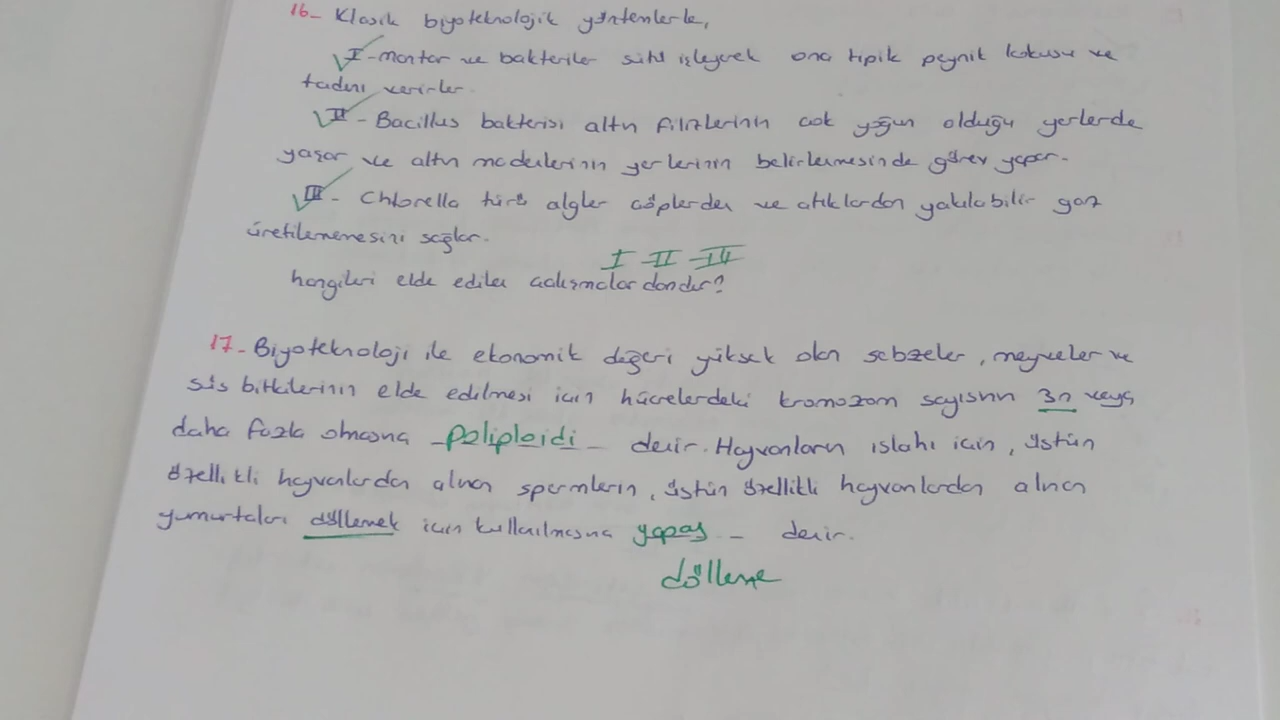 16- Klasik biyoteknolojik yöntemlerle,
I - mantar ve bakteriler sütü işleyerek ona tipik peynir kokusu ve
tadını verirler.
II - Bacillus bakterisi altın filizlerinin çok yoğun olduğu yerlerde
yaşar ve altın madenlerinin yerlerinin belirlenmesinde görev yapar.
III - Chlorella türü algler çöplerden ve atıklardan yakılabilir gaz
üretilmemesini sağlar.
I - II - III
hangileri elde edilen çalışmalardandır?
17- Biyoteknoloji ile ekonomik değeri yüksek olan sebzeler, meyveler ve
süs bitkilerinin elde edilmesi için hücrelerdeki kromozom sayısının 3n veya
daha fazla olmasına poliploidi denir. Hayvanların ıslahı için, üstün
özellikli hayvanlardan alınan spermlerin, üstün özellikli hayvanlardan alınan
yumurtaları döllemek için kullanılmasına yapay denir.
dölleme